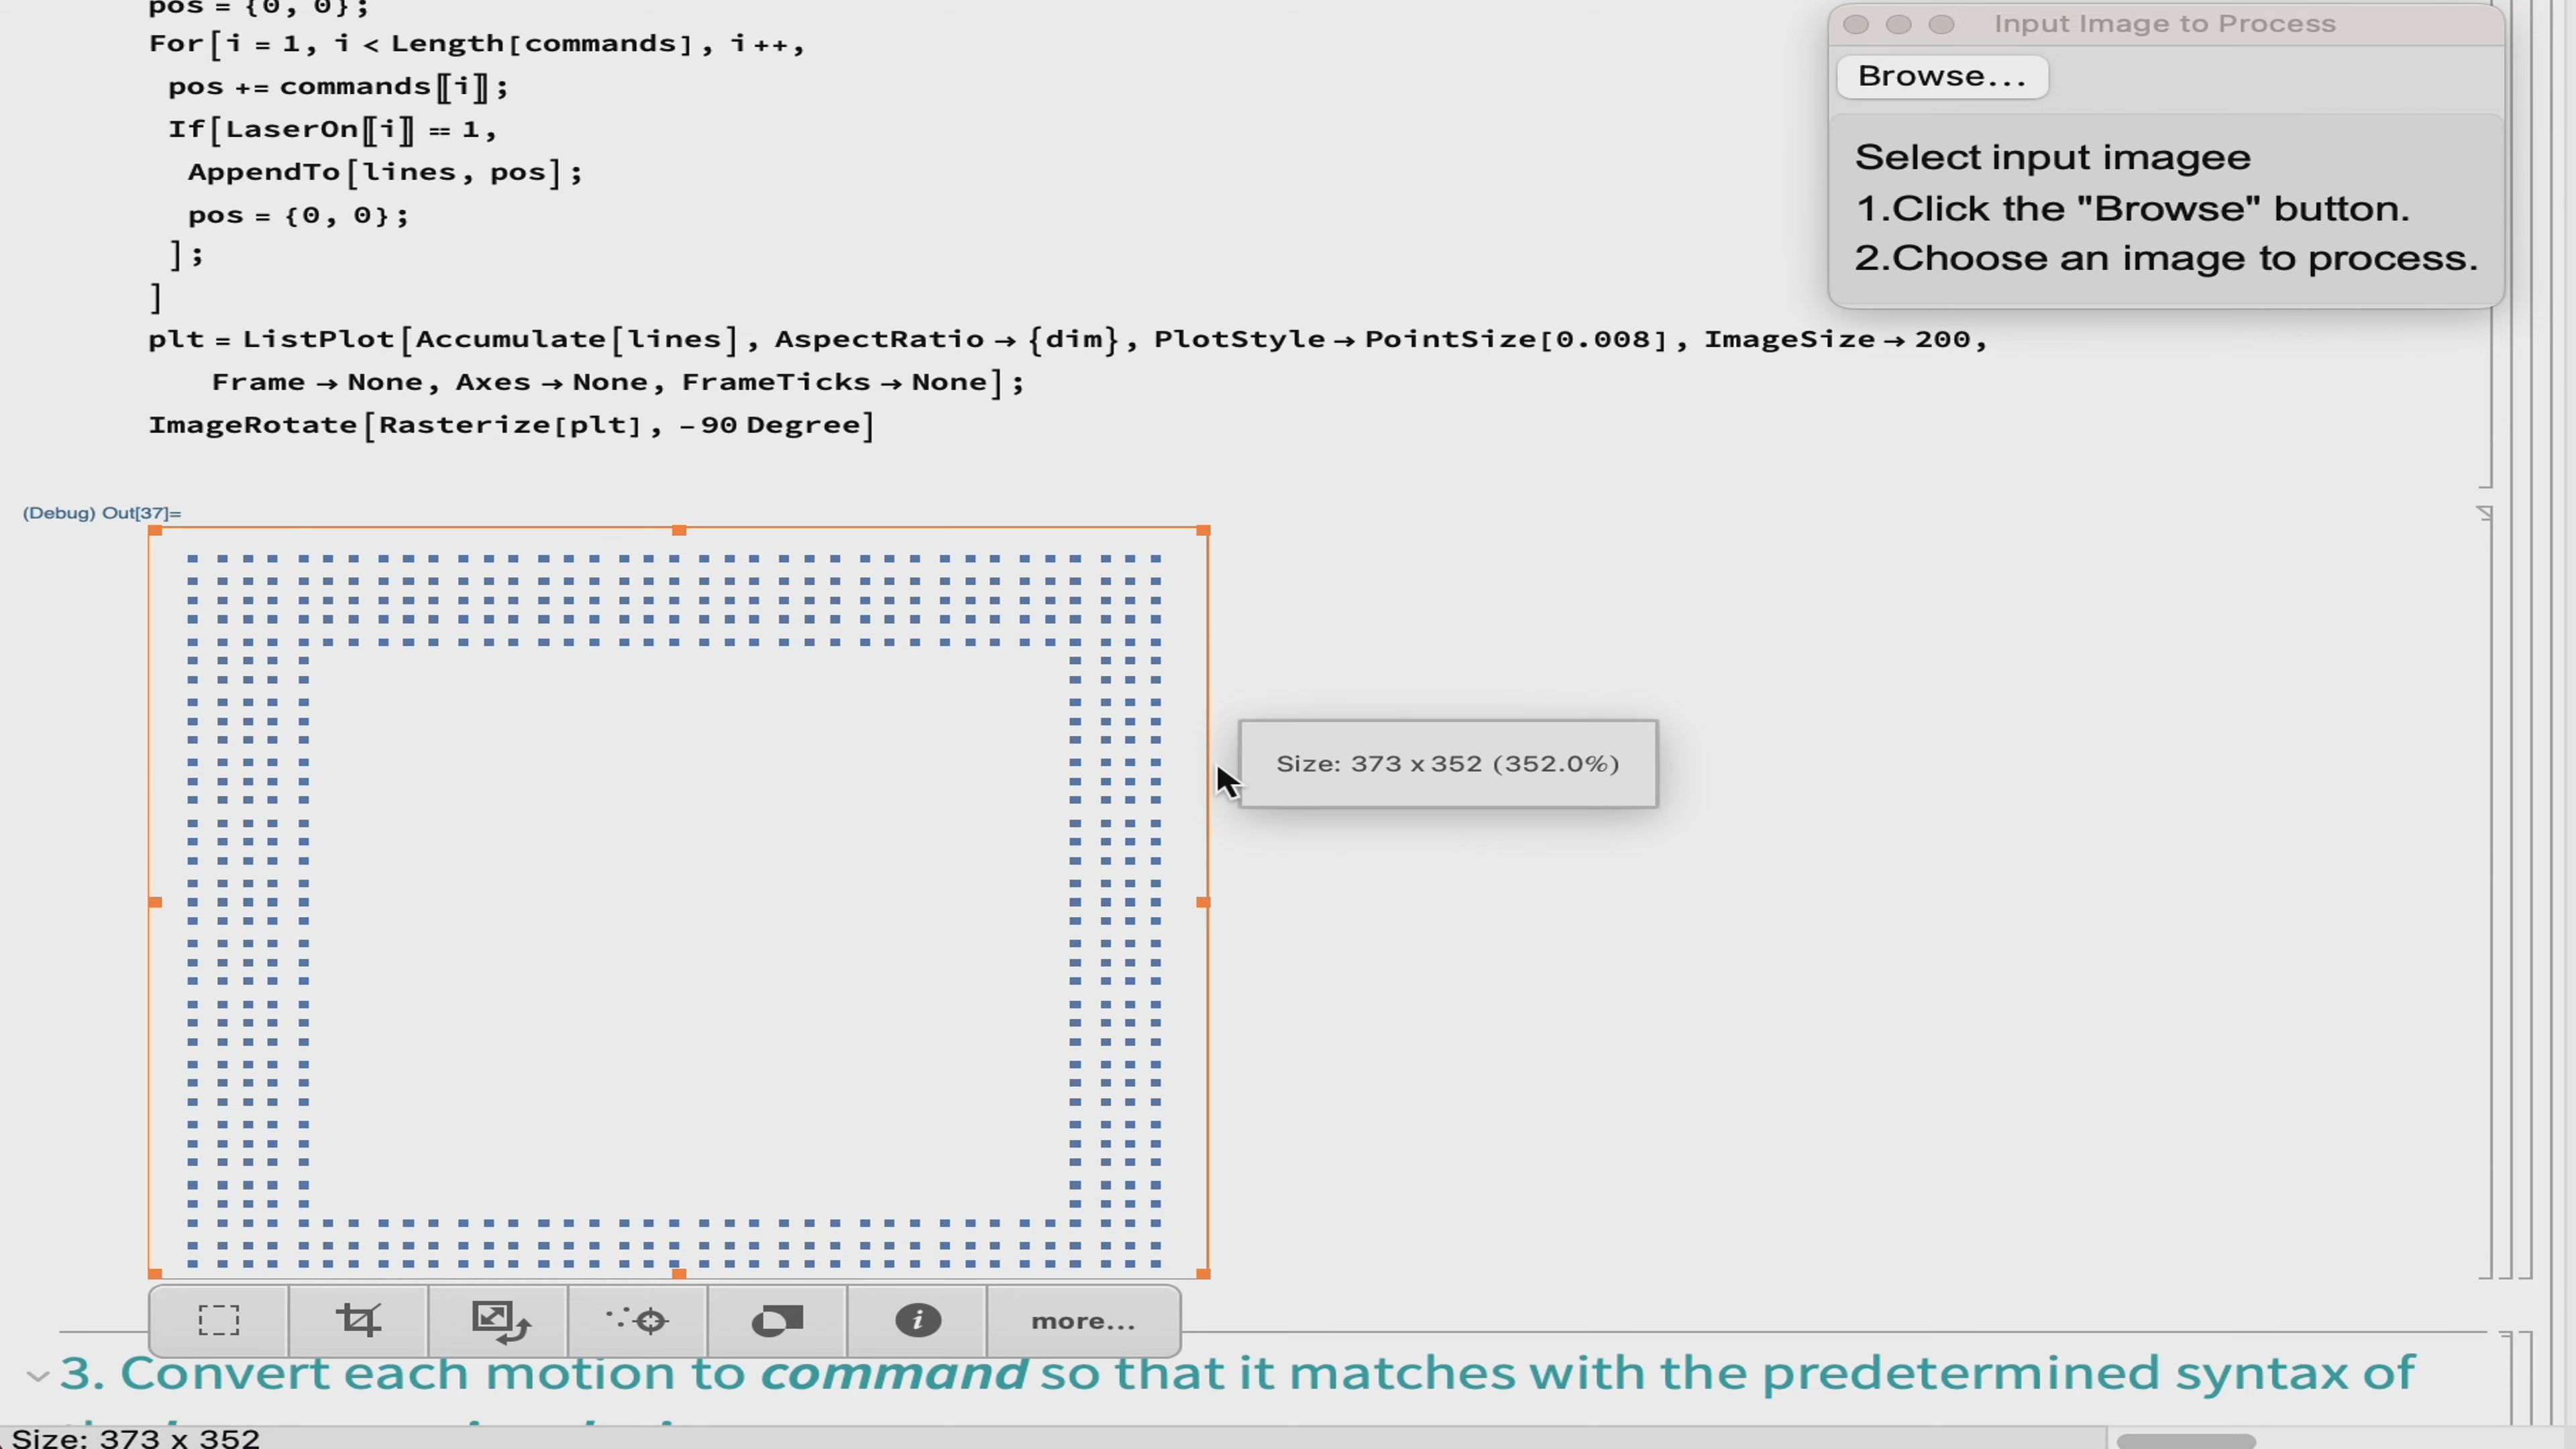 pos = {0, 0};
For[i = 1, i < Length[commands], i++,
pos += commands[[i]];
If[LaserOn[[i]] == 1,
AppendTo[lines, pos];
pos = {0, 0};
];
]
plt = ListPlot[Accumulate[lines], AspectRatio → {dim}, PlotStyle → PointSize[0.008], ImageSize → 200,
Frame → None, Axes → None, FrameTicks → None];
ImageRotate[Rasterize[plt], -90 Degree]
Input Image to Process
Browse...
Select input imagee
1.Click the "Browse" button.
2.Choose an image to process.
(Debug) Out[37]=
Size: 373 x 352 (352.0%)
more...
3. Convert each motion to command so that it matches with the predetermined syntax of
Size: 373 x 352